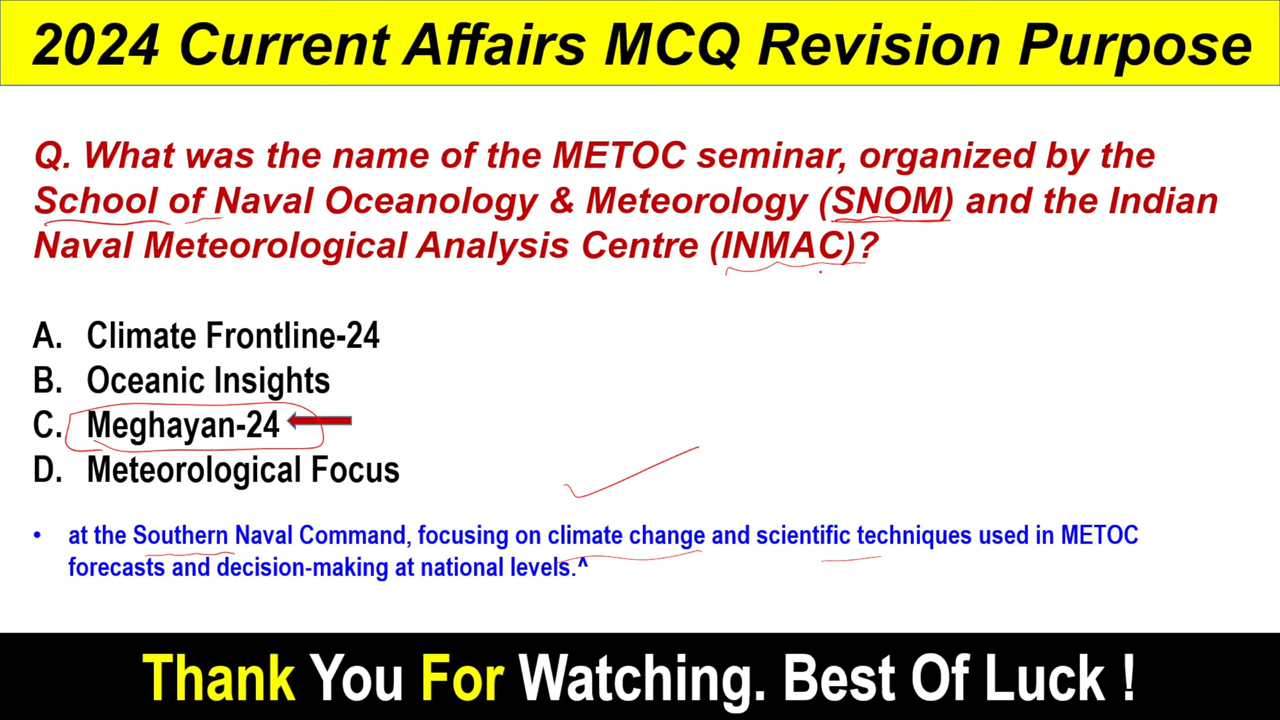 2024 Current Affairs MCQ Revision Purpose
Q. What was the name of the METOC seminar, organized by the
School of Naval Oceanology & Meteorology (SNOM) and the Indian
Naval Meteorological Analysis Centre (INMAC)?
A. Climate Frontline-24
B. Oceanic Insights
C. Meghayan-24
D. Meteorological Focus
• at the Southern Naval Command, focusing on climate change and scientific techniques used in METOC
forecasts and decision-making at national levels.^
Thank You For Watching. Best Of Luck !